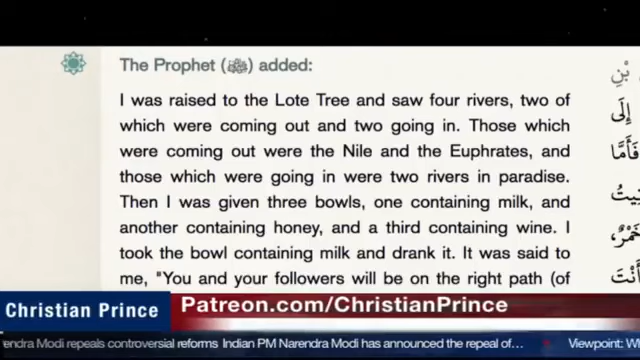 The Prophet (ﷺ) added:
I was raised to the Lote Tree and saw four rivers, two of
which were coming out and two going in. Those which
were coming out were the Nile and the Euphrates, and
those which were going in were two rivers in paradise.
Then I was given three bowls, one containing milk, and
another containing honey, and a third containing wine. I
took the bowl containing milk and drank it. It was said to
me, "You and your followers will be on the right path (of
بْنِ
إِلَى
فَأَمَّا
خَمْرٌ،
أَنْتَ
Christian Prince
Patreon.com/ChristianPrince
Modi repeals controversial reforms Indian PM Narendra Modi has announced the repeal of... Viewpoint: